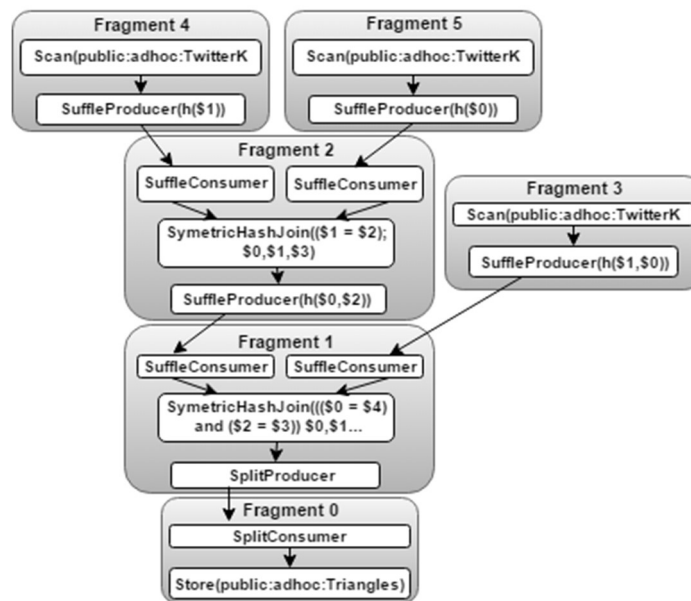 Fragment 4
Scan(public:adhoc:TwitterK
SuffleProducer(h($1))
Fragment 5
Scan(public:adhoc:TwitterK
SuffleProducer(h($0))
Fragment 2
SuffleConsumer
SuffleConsumer
SymetricHashJoin(($1 = $2);
$0,$1,$3)
SuffleProducer(h($0,$2))
Fragment 3
Scan(public:adhoc:TwitterK
SuffleProducer(h($1,$0))
Fragment 1
SuffleConsumer
SuffleConsumer
SymetricHashJoin((($0 = $4)
and ($2 = $3)) $0,$1...
SplitProducer
Fragment 0
SplitConsumer
Store(public:adhoc:Triangles)